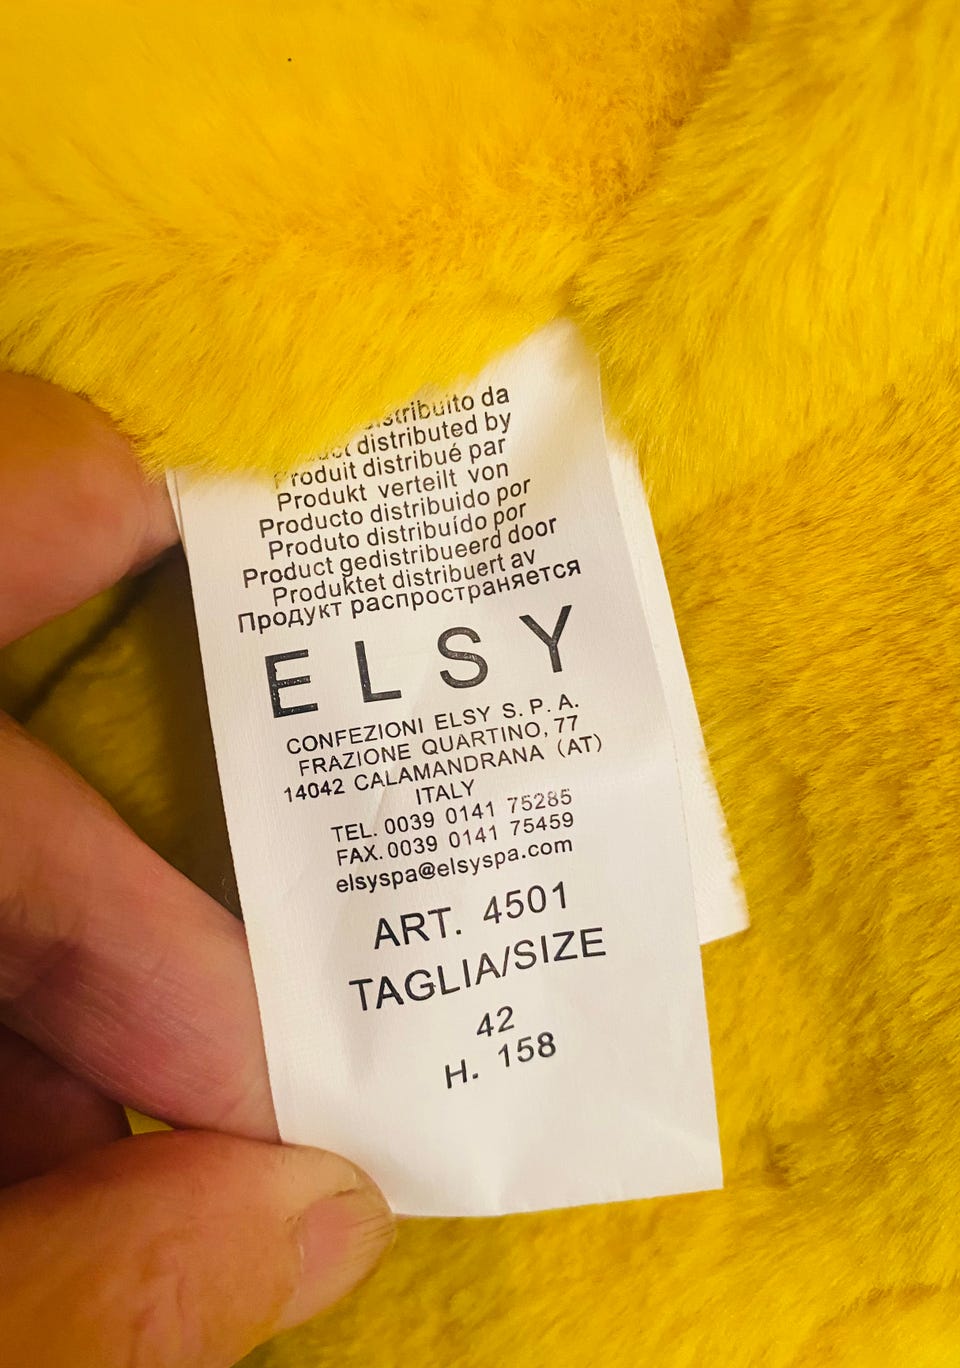 distribuito da
distributed by
Produit distribué par
Produkt verteilt von
Producto distribuido por
Produto distribuído por
Product gedistribueerd door
Produktet distribuert av
Продукт распространяется
ELSY
CONFEZIONI ELSY S.P.A.
FRAZIONE QUARTINO, 77
14042 CALAMANDRANA (AT)
ITALY
TEL. 0039 0141 75285
FAX. 0039 0141 75459
elsyspa@elsyspa.com
ART. 4501
TAGLIA/SIZE
42
H. 158